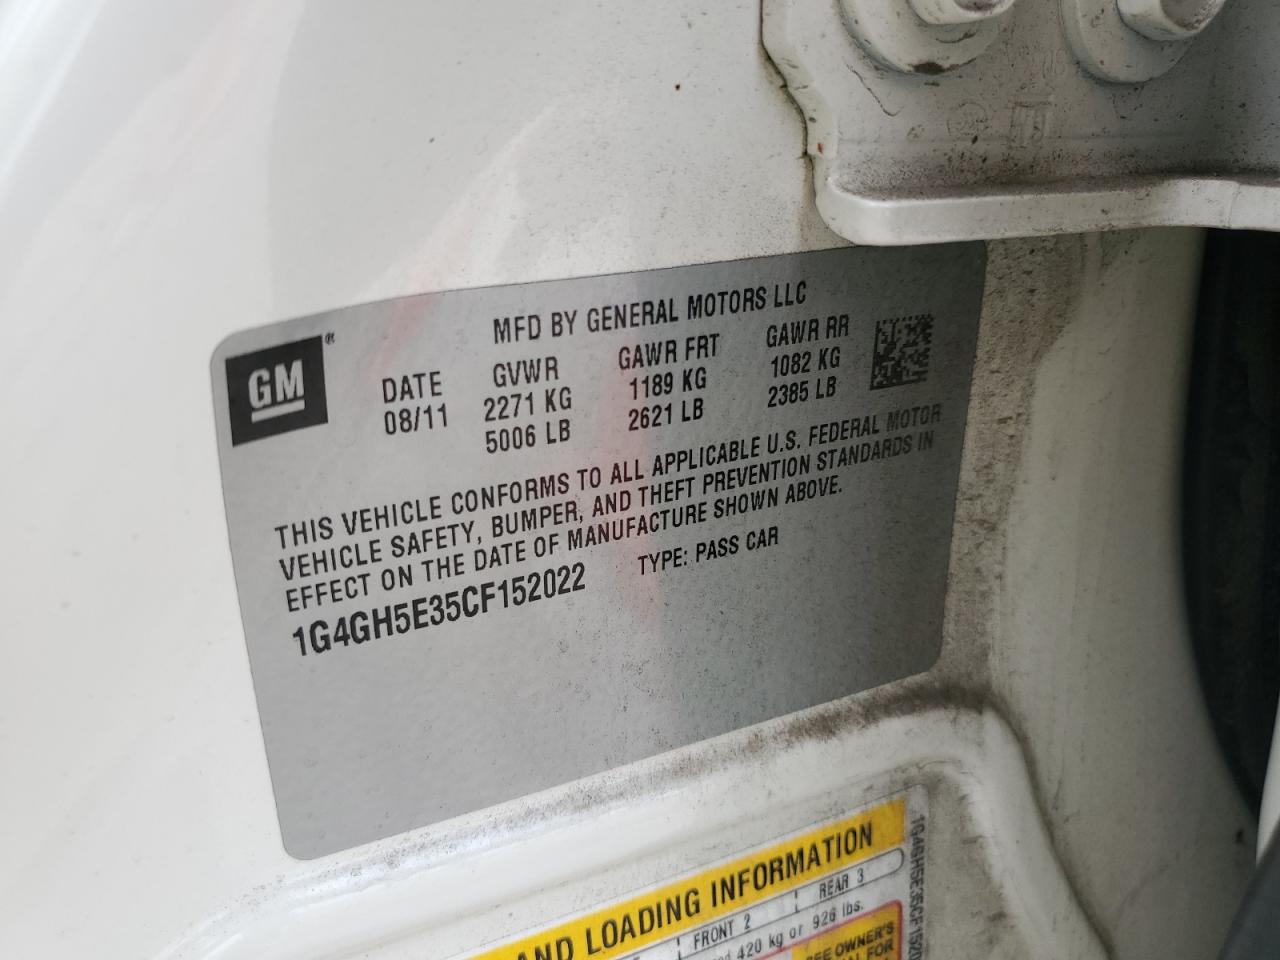 MFD BY GENERAL MOTORS LLC
GM®
DATE GVWR GAWR FRT GAWR RR
08/11 2271 KG 1189 KG 1082 KG
5006 LB 2621 LB 2385 LB
THIS VEHICLE CONFORMS TO ALL APPLICABLE U.S. FEDERAL MOTOR
VEHICLE SAFETY, BUMPER, AND THEFT PREVENTION STANDARDS IN
EFFECT ON THE DATE OF MANUFACTURE SHOWN ABOVE.
1G4GH5E35CF152022 TYPE: PASS CAR
AND LOADING INFORMATION
FRONT 2 REAR 3
420 kg or 926 lbs.
SEE OWNER'S
FOR
1G4GH5E35CF1520